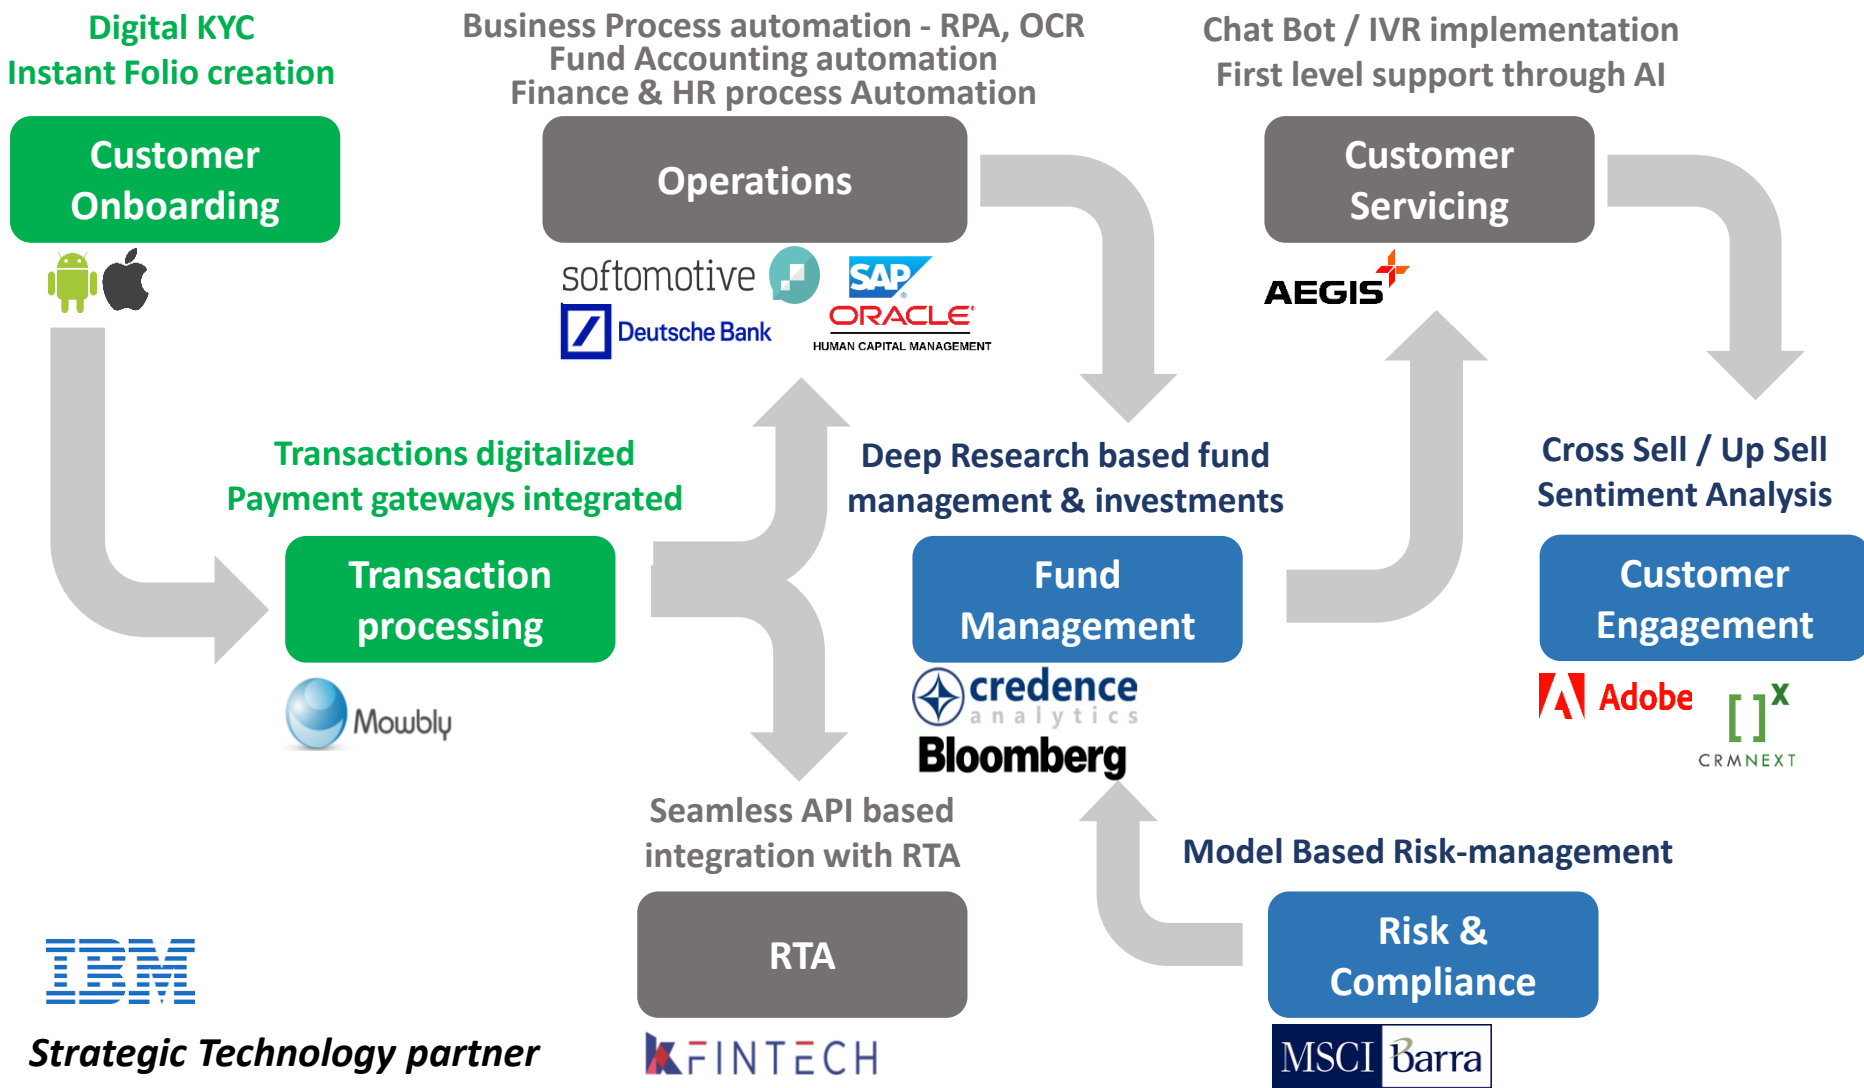 Digital KYC
Instant Folio creation
Customer
Onboarding
Business Process automation - RPA, OCR
Fund Accounting automation
Finance & HR process Automation
Operations
softomotive
SAP
®
Deutsche Bank
ORACLE
HUMAN CAPITAL MANAGEMENT
Chat Bot / IVR implementation
First level support through AI
Customer
Servicing
AEGIS
Transactions digitalized
Payment gateways integrated
Transaction
processing
Mowbly
Deep Research based fund
management & investments
Fund
Management
credence
analytics
Bloomberg
Cross Sell / Up Sell
Sentiment Analysis
Customer
Engagement
Adobe
[ ]x
CRMNEXT
Seamless API based
integration with RTA
RTA
KFINTECH
Model Based Risk-management
Risk &
Compliance
MSCI Barra
IBM
Strategic Technology partner